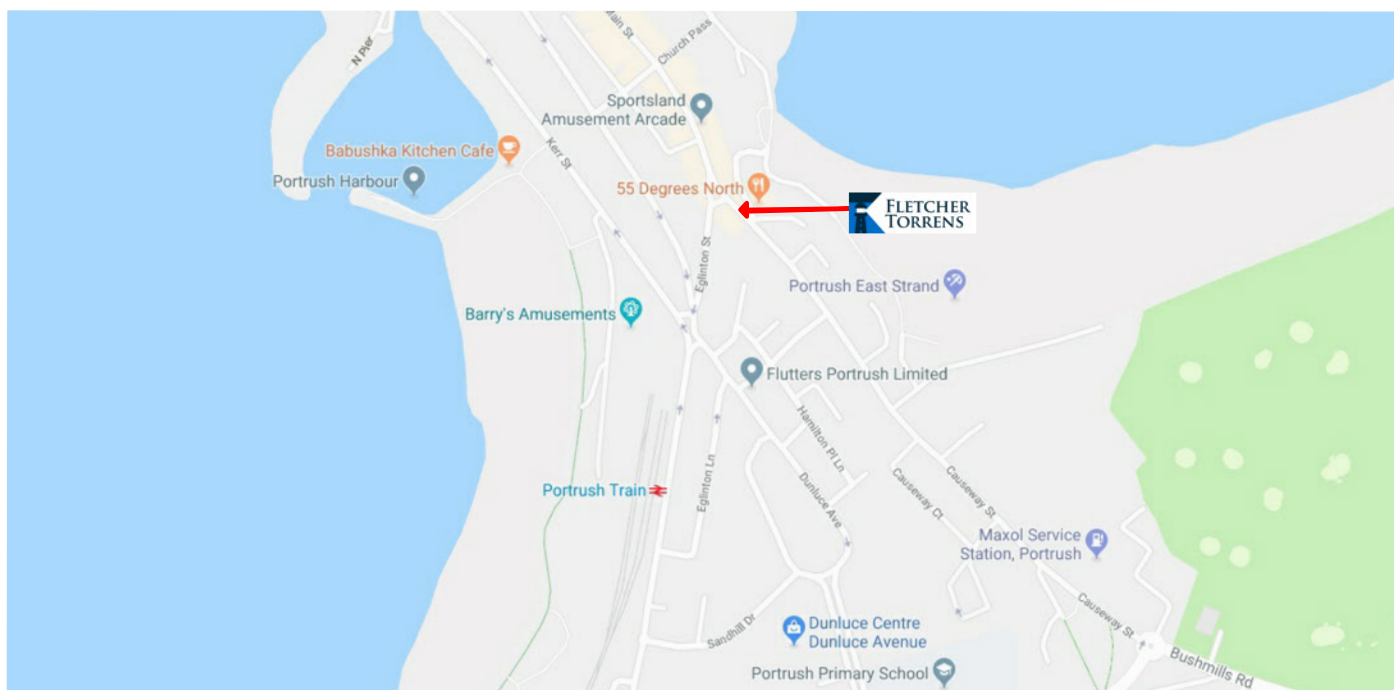 Main St
Church Pass
N Pier
Sportsland
Amusement Arcade
Kerr St
Babushka Kitchen Cafe
Portrush Harbour
55 Degrees North
FLETCHER
TORRENS
Eglinton St
Portrush East Strand
Barry's Amusements
Flutters Portrush Limited
Hamilton Pl Ln
Eglinton Ln
Portrush Train
Dunluce Ave
Causeway Ct
Causeway St
Maxol Service
Station, Portrush
Causeway St
Sandhill Dr
Dunluce Centre
Dunluce Avenue
Bushmills Rd
Portrush Primary School